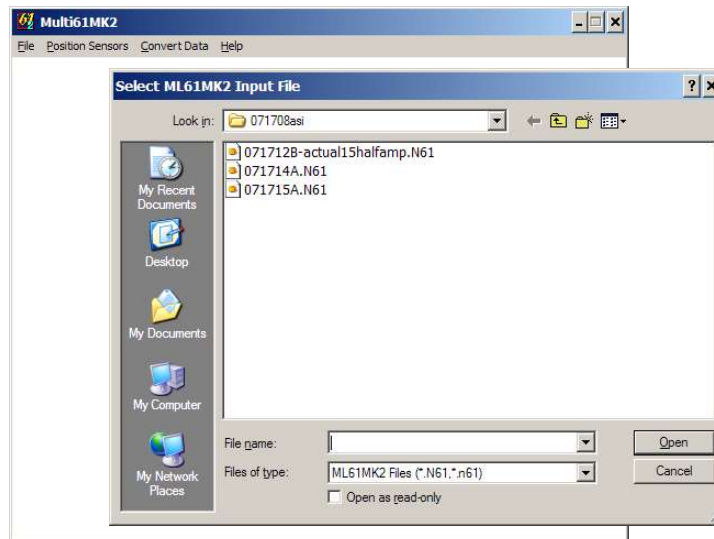 61 Multi61MK2
File Position Sensors Convert Data Help
Select ML61MK2 Input File
Look in: 071708asi
071712B-actual15halfamp.N61
071714A.N61
071715A.N61
My Recent
Documents
Desktop
My Documents
My Computer
My Network
Places
File name:
Open
Files of type: ML61MK2 Files (*.N61,*.n61)
Cancel
Open as read-only